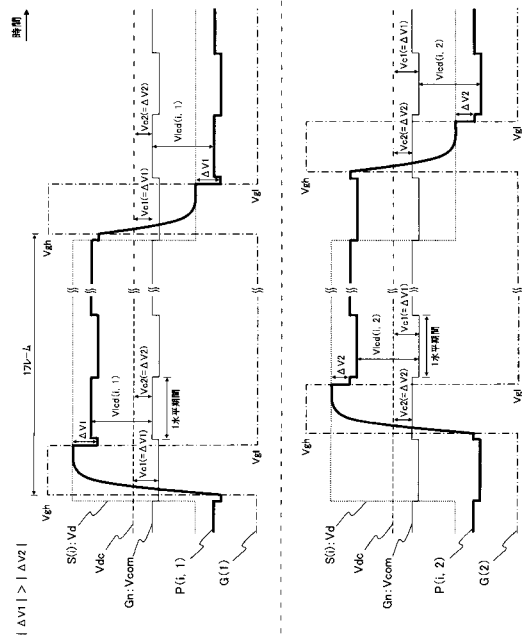 |ΔV1|>|ΔV2|
時間
1フレーム
Vgh
Vgh
S(i): Vd
Vdc
Gn: Vcom
P(i, 1)
G(1)
ΔV1
Vlcd(i, 1)
Vc1(=ΔV1)
Vc2(=ΔV2)
1水平期間
Vgl
Vc1(=ΔV1)
Vc2(=ΔV2)
Vlcd(i, 1)
ΔV1
Vgl
Vgh
Vgh
S(i): Vd
Vdc
Gn: Vcom
P(i, 2)
G(2)
ΔV2
Vlcd(i, 2)
Vc2(=ΔV2)
Vc1(=ΔV1)
1水平期間
Vgl
Vc2(=ΔV2)
Vc1(=ΔV1)
Vlcd(i, 2)
ΔV2
Vgl